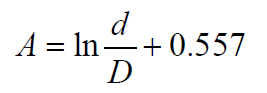 A = ln d/D + 0.557